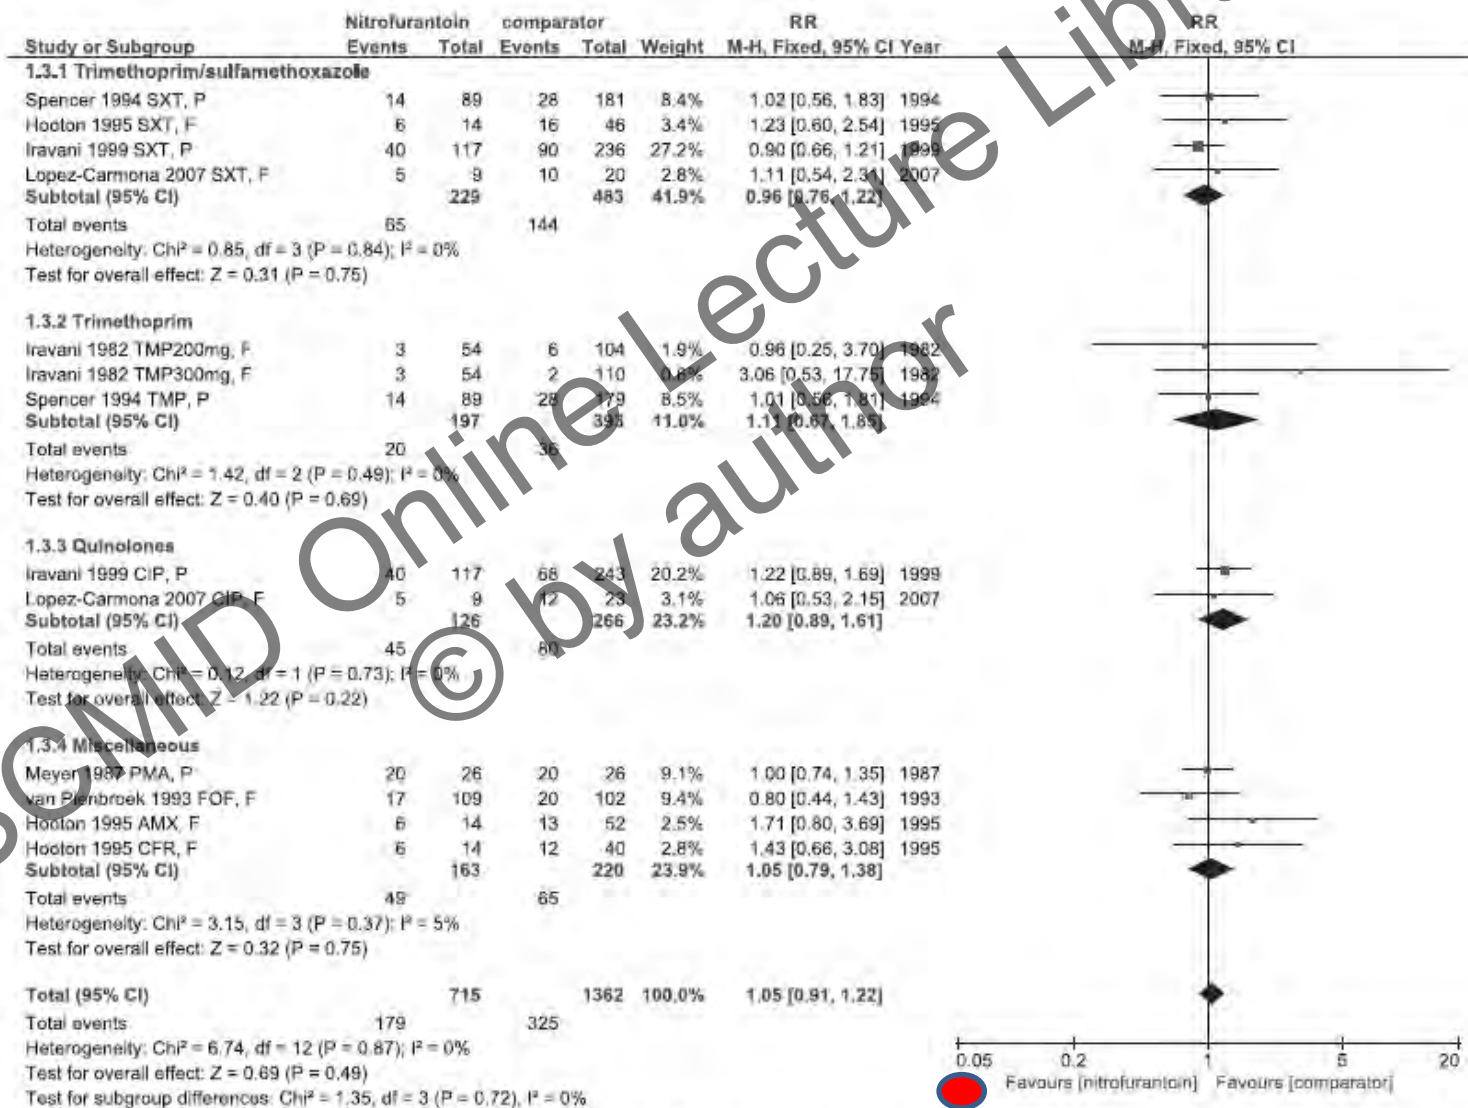 Nitrofurantoin comparator RR RR
Study or Subgroup Events Total Events Total Weight M-H, Fixed, 95% CI Year M-H, Fixed, 95% CI
1.3.1 Trimethoprim/sulfamethoxazole
Spencer 1994 SXT, P 14 89 28 181 8.4% 1.02 [0.56, 1.83] 1994
Hooton 1995 SXT, F 6 14 16 46 3.4% 1.23 [0.60, 2.54] 1995
Iravani 1999 SXT, P 40 117 90 236 27.2% 0.90 [0.66, 1.21] 1999
Lopez-Carmona 2007 SXT, F 5 9 10 20 2.8% 1.11 [0.54, 2.31] 2007
Subtotal (95% CI) 229 483 41.9% 0.96 [0.76, 1.22]
Total events 65 144
Heterogeneity: Chi² = 0.85, df = 3 (P = 0.84); I² = 0%
Test for overall effect: Z = 0.31 (P = 0.75)
1.3.2 Trimethoprim
Iravani 1982 TMP200mg, F 3 54 6 104 1.9% 0.96 [0.25, 3.70] 1982
Iravani 1982 TMP300mg, F 3 54 2 110 0.6% 3.06 [0.53, 17.75] 1982
Spencer 1994 TMP, P 14 89 28 179 8.5% 1.01 [0.56, 1.81] 1994
Subtotal (95% CI) 197 393 11.0% 1.11 [0.67, 1.85]
Total events 20 36
Heterogeneity: Chi² = 1.42, df = 2 (P = 0.49); I² = 0%
Test for overall effect: Z = 0.40 (P = 0.69)
1.3.3 Quinolones
Iravani 1999 CIP, P 40 117 68 243 20.2% 1.22 [0.89, 1.69] 1999
Lopez-Carmona 2007 CIP, F 5 9 12 23 3.1% 1.06 [0.53, 2.15] 2007
Subtotal (95% CI) 126 266 23.2% 1.20 [0.89, 1.61]
Total events 45 80
Heterogeneity: Chi² = 0.12, df = 1 (P = 0.73); I² = 0%
Test for overall effect: Z = 1.22 (P = 0.22)
1.3.4 Miscellaneous
Meyer 1987 PMA, P 20 26 20 26 9.1% 1.00 [0.74, 1.35] 1987
van Pienbroek 1993 FOF, F 17 109 20 102 9.4% 0.80 [0.44, 1.43] 1993
Hooton 1995 AMX, F 6 14 13 52 2.5% 1.71 [0.80, 3.69] 1995
Hooton 1995 CFR, F 6 14 12 40 2.8% 1.43 [0.66, 3.08] 1995
Subtotal (95% CI) 163 220 23.9% 1.05 [0.79, 1.38]
Total events 49 65
Heterogeneity: Chi² = 3.15, df = 3 (P = 0.37); I² = 5%
Test for overall effect: Z = 0.32 (P = 0.75)
Total (95% CI) 715 1362 100.0% 1.05 [0.91, 1.22]
Total events 179 325
Heterogeneity: Chi² = 6.74, df = 12 (P = 0.87); I² = 0%
Test for overall effect: Z = 0.69 (P = 0.49)
Test for subgroup differences: Chi² = 1.35, df = 3 (P = 0.72), I² = 0%
0.05 0.2 1 5 20
Favours [nitrofurantoin] Favours [comparator]
SCMID Online Lecture Libr
© by author